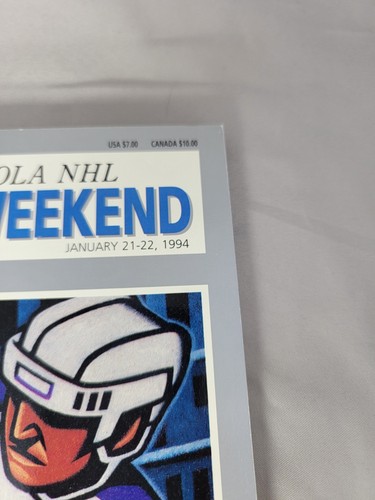 USA $7.00 CANADA $10.00
OLA NHL
WEEKEND
JANUARY 21-22, 1994